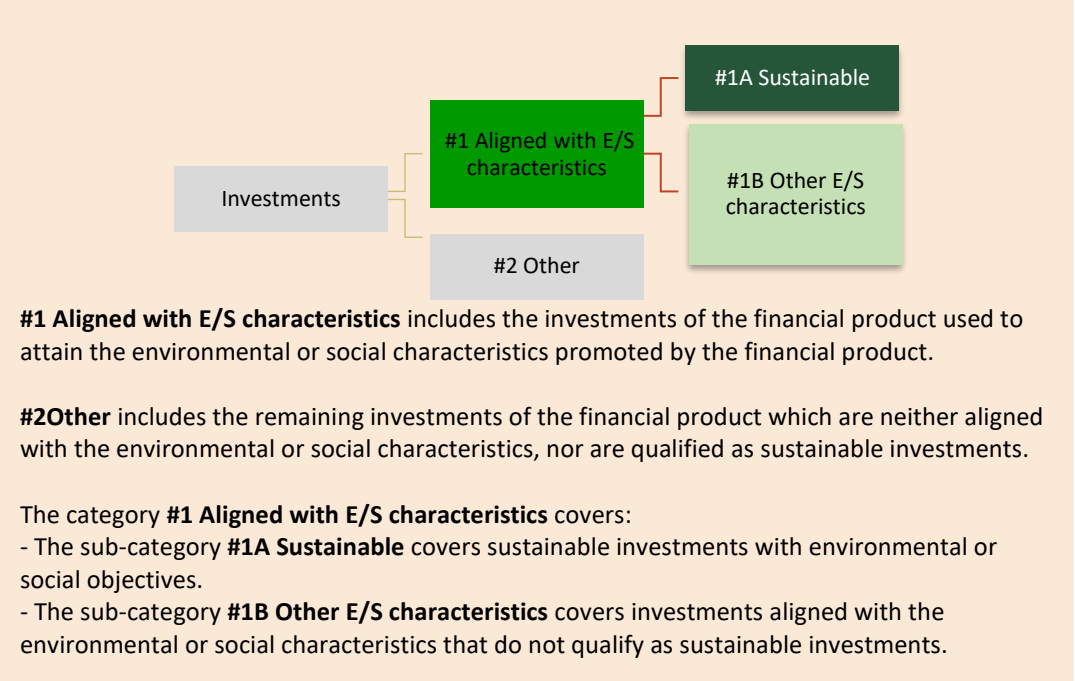 #1A Sustainable
#1 Aligned with E/S
characteristics
#1B Other E/S
characteristics
Investments
#2 Other
#1 Aligned with E/S characteristics includes the investments of the financial product used to
attain the environmental or social characteristics promoted by the financial product.
#2Other includes the remaining investments of the financial product which are neither aligned
with the environmental or social characteristics, nor are qualified as sustainable investments.
The category #1 Aligned with E/S characteristics covers:
- The sub-category #1A Sustainable covers sustainable investments with environmental or
social objectives.
- The sub-category #1B Other E/S characteristics covers investments aligned with the
environmental or social characteristics that do not qualify as sustainable investments.